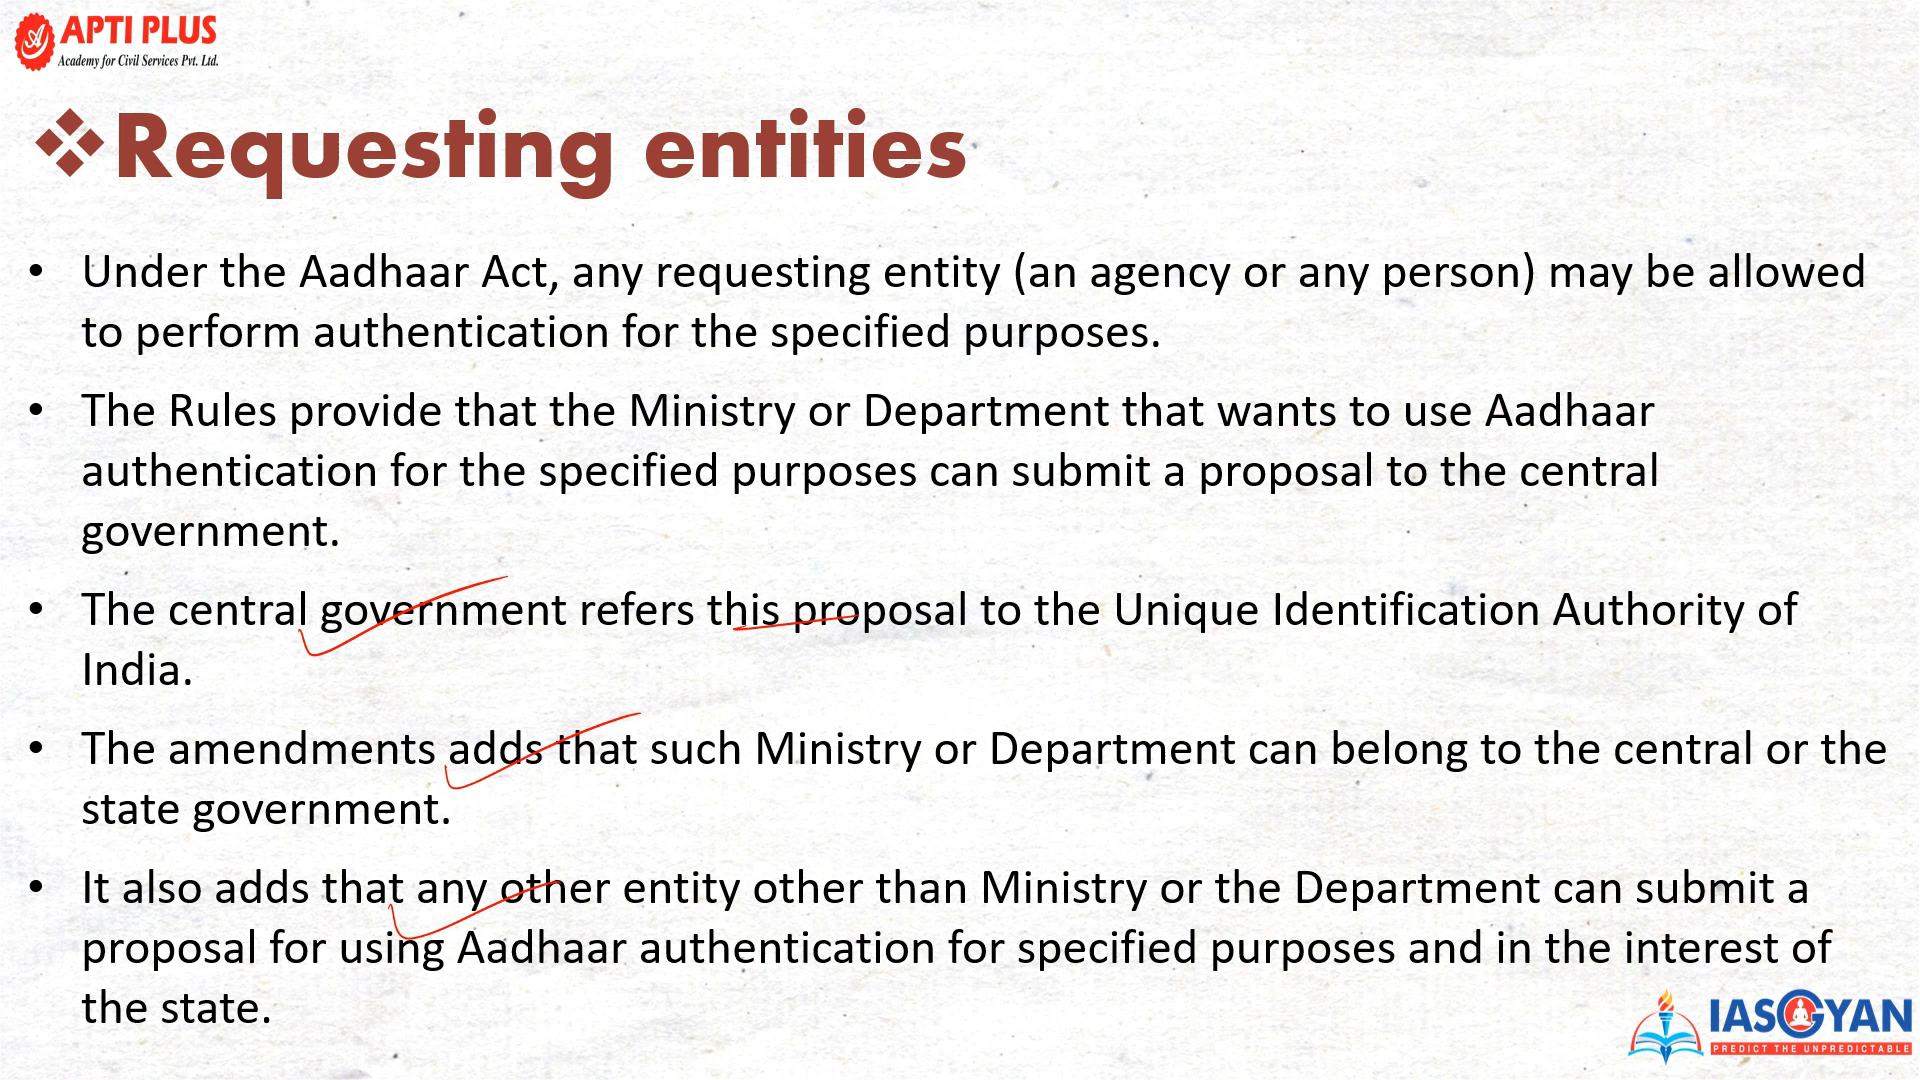 APTI PLUS
Academy for Civil Services Pvt. Ltd.
❖Requesting entities
• Under the Aadhaar Act, any requesting entity (an agency or any person) may be allowed
to perform authentication for the specified purposes.
• The Rules provide that the Ministry or Department that wants to use Aadhaar
authentication for the specified purposes can submit a proposal to the central
government.
• The central government refers this proposal to the Unique Identification Authority of
India.
• The amendments adds that such Ministry or Department can belong to the central or the
state government.
• It also adds that any other entity other than Ministry or the Department can submit a
proposal for using Aadhaar authentication for specified purposes and in the interest of
the state.
IASGYAN
PREDICT THE UNPREDICTABLE